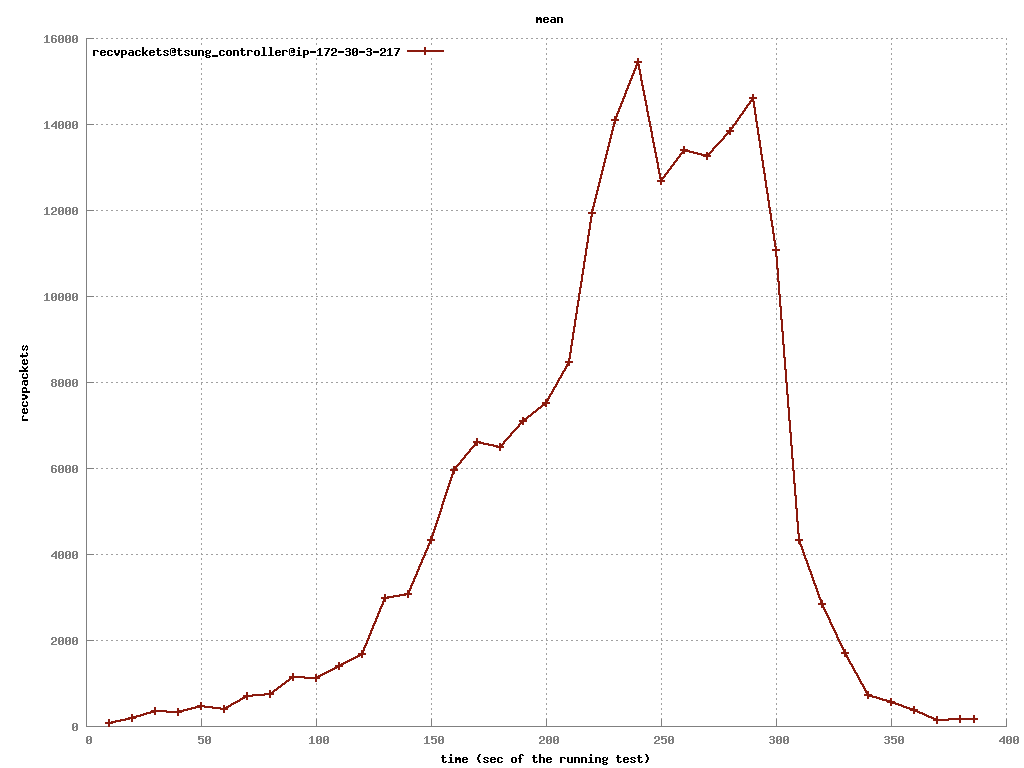 mean
recvpackets@tsung_controller@ip-172-30-3-217
16000
14000
12000
10000
8000
6000
4000
2000
0
recvpackets
0 50 100 150 200 250 300 350 400
time (sec of the running test)